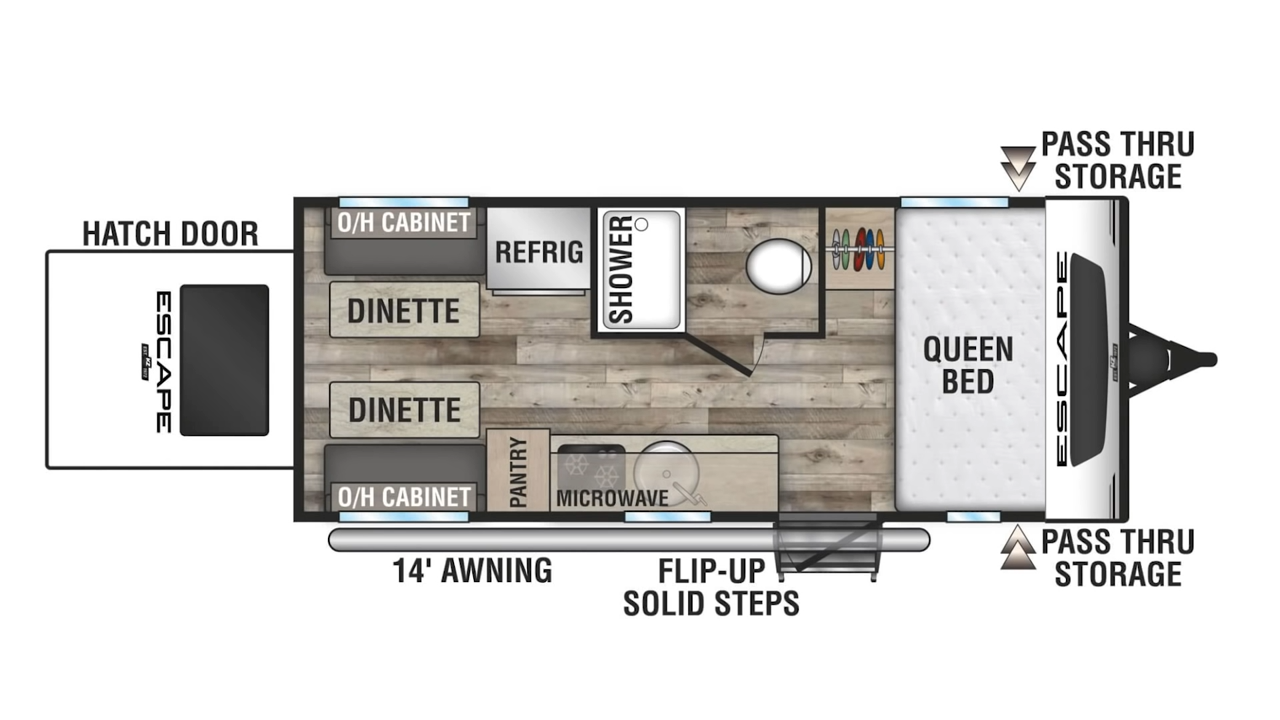 PASS THRU
STORAGE
HATCH DOOR
O/H CABINET
REFRIG
SHOWER
DINETTE
ESCAPE
ESCAPE
QUEEN
BED
DINETTE
PANTRY
O/H CABINET
MICROWAVE
14' AWNING
FLIP-UP
SOLID STEPS
PASS THRU
STORAGE